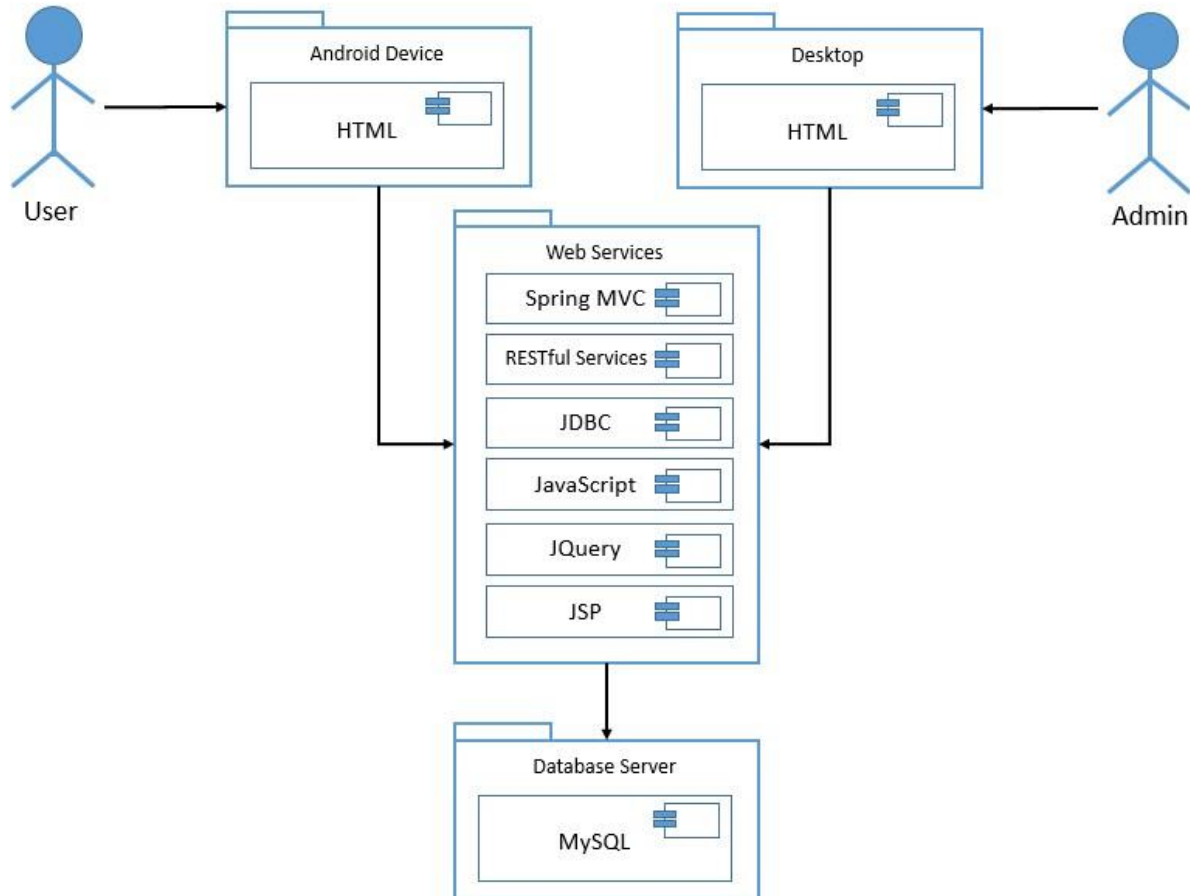 Android Device
HTML
Desktop
HTML
User
Admin
Web Services
Spring MVC
RESTful Services
JDBC
JavaScript
JQuery
JSP
Database Server
MySQL